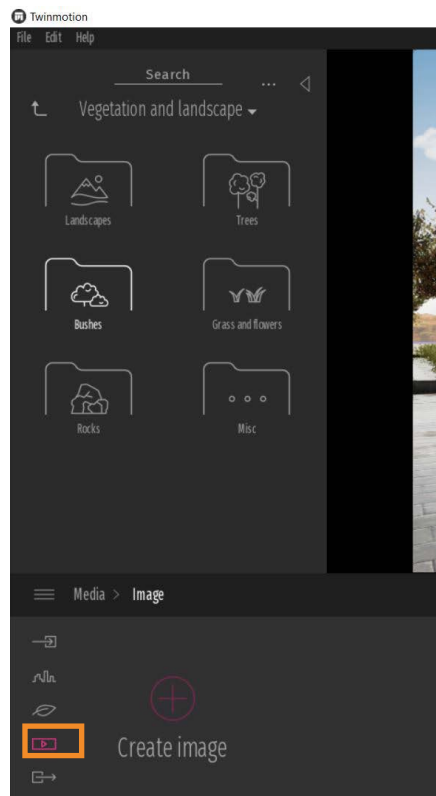 Twinmotion
File Edit Help
Search
...
Vegetation and landscape
Landscapes
Trees
Bushes
Grass and flowers
Rocks
Misc
Media > Image
Create image